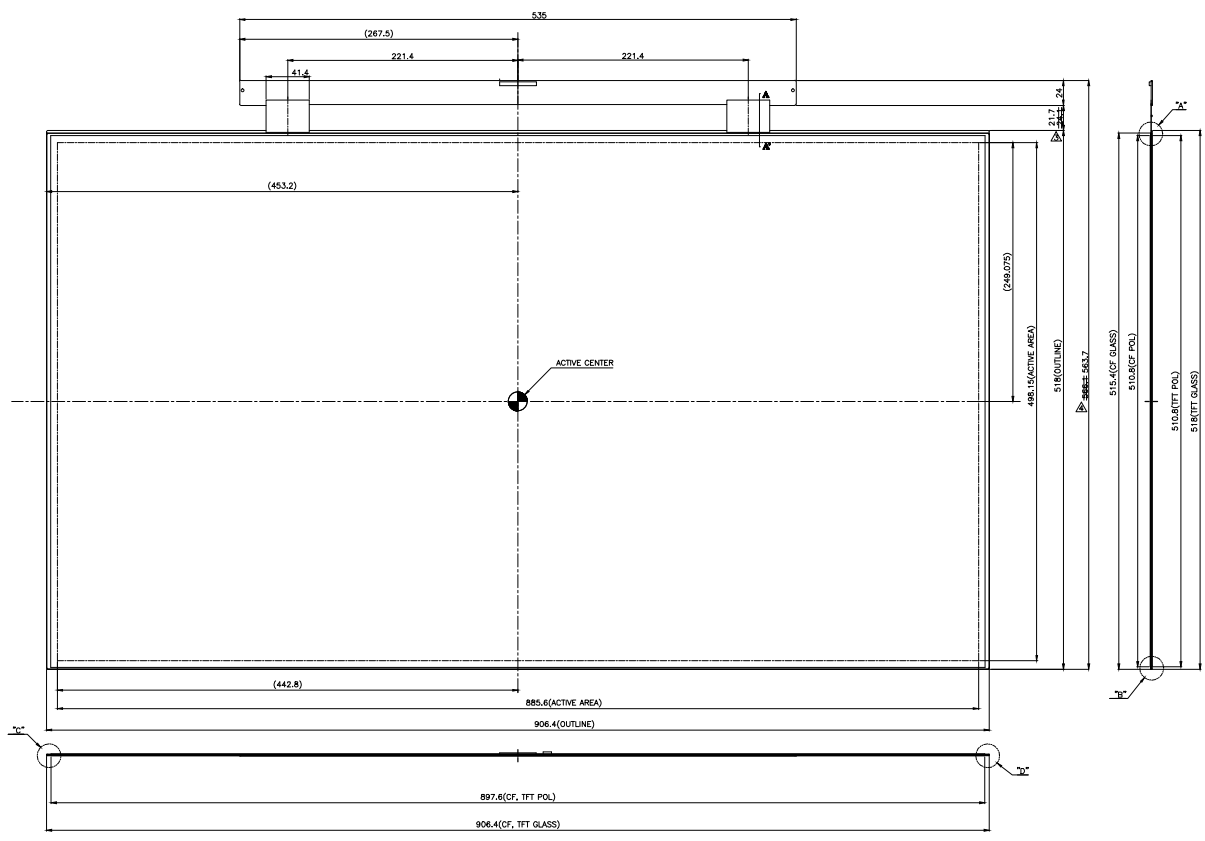 535
(267.5)
221.4
221.4
41.4
A
A'
24
21.7
"A"
(453.2)
(249.075)
498.15(ACTIVE AREA)
518(OUTLINE)
563.7
515.4(CF GLASS)
510.8(CF POL)
510.8(TFT POL)
518(TFT GLASS)
ACTIVE CENTER
(442.8)
885.6(ACTIVE AREA)
906.4(OUTLINE)
"B"
"C"
"D"
897.6(CF, TFT POL)
906.4(CF, TFT GLASS)